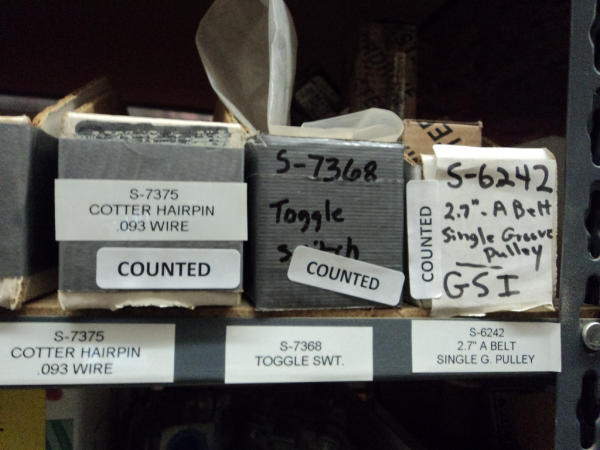 S-7375
COTTER HAIRPIN
.093 WIRE
COUNTED
S-7368
Toggle
switch
COUNTED
S-6242
2.7" - A Belt
Single Groove
Pulley
GSI
COUNTED
S-7375
COTTER HAIRPIN
.093 WIRE
S-7368
TOGGLE SWT.
S-6242
2.7" A BELT
SINGLE G. PULLEY